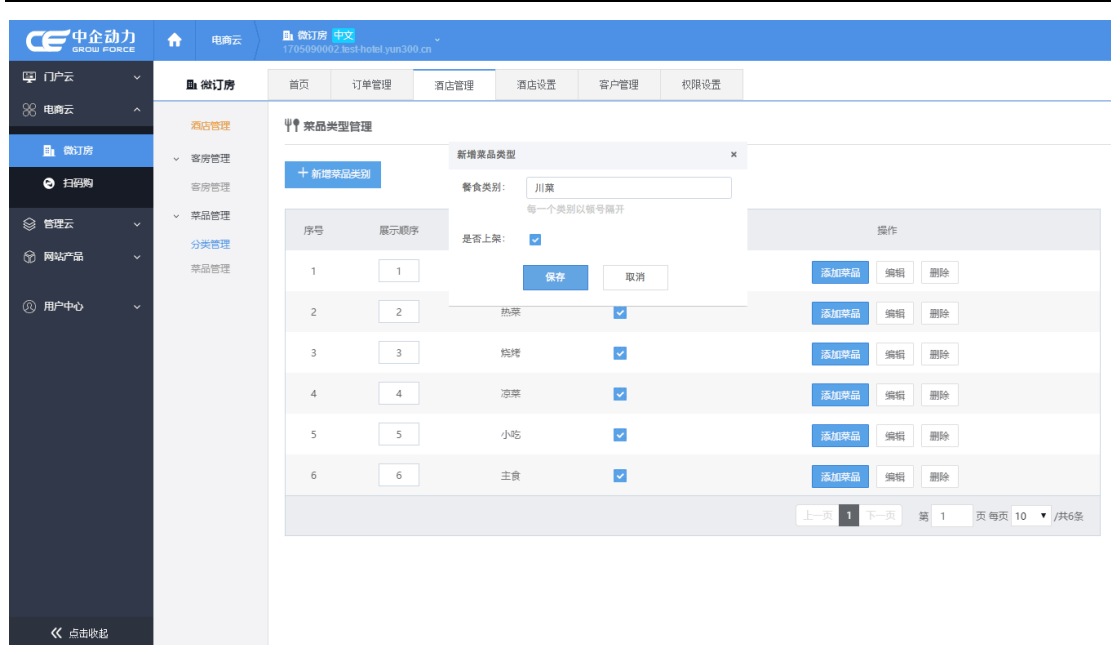 中企动力
GROW FORCE
电商云
微订房 中文
1705090002.test-hotel.yun300.cn
门户云
电商云
微订房
扫码购
管理云
网站产品
用户中心
点击收起
微订房
酒店管理
客房管理
客房管理
菜品管理
分类管理
菜品管理
首页 订单管理 酒店管理 酒店设置 客户管理 权限设置
菜品类型管理
新增菜品类别
新增菜品类型 ×
餐食类别： 川菜
每一个类别以顿号隔开
是否上架：
保存 取消
序号 展示顺序 操作
1 1 添加菜品 编辑 删除
2 2 热菜 添加菜品 编辑 删除
3 3 烧烤 添加菜品 编辑 删除
4 4 凉菜 添加菜品 编辑 删除
5 5 小吃 添加菜品 编辑 删除
6 6 主食 添加菜品 编辑 删除
上一页 1 下一页 第 1 页 每页 10 /共6条